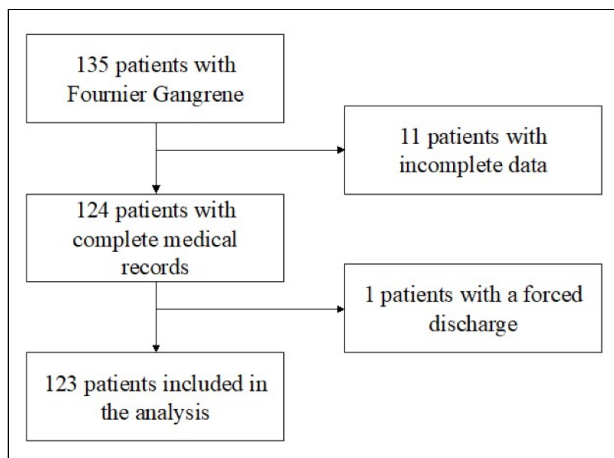 135 patients with
Fournier Gangrene
11 patients with
incomplete data
124 patients with
complete medical
records
1 patients with a forced
discharge
123 patients included in
the analysis